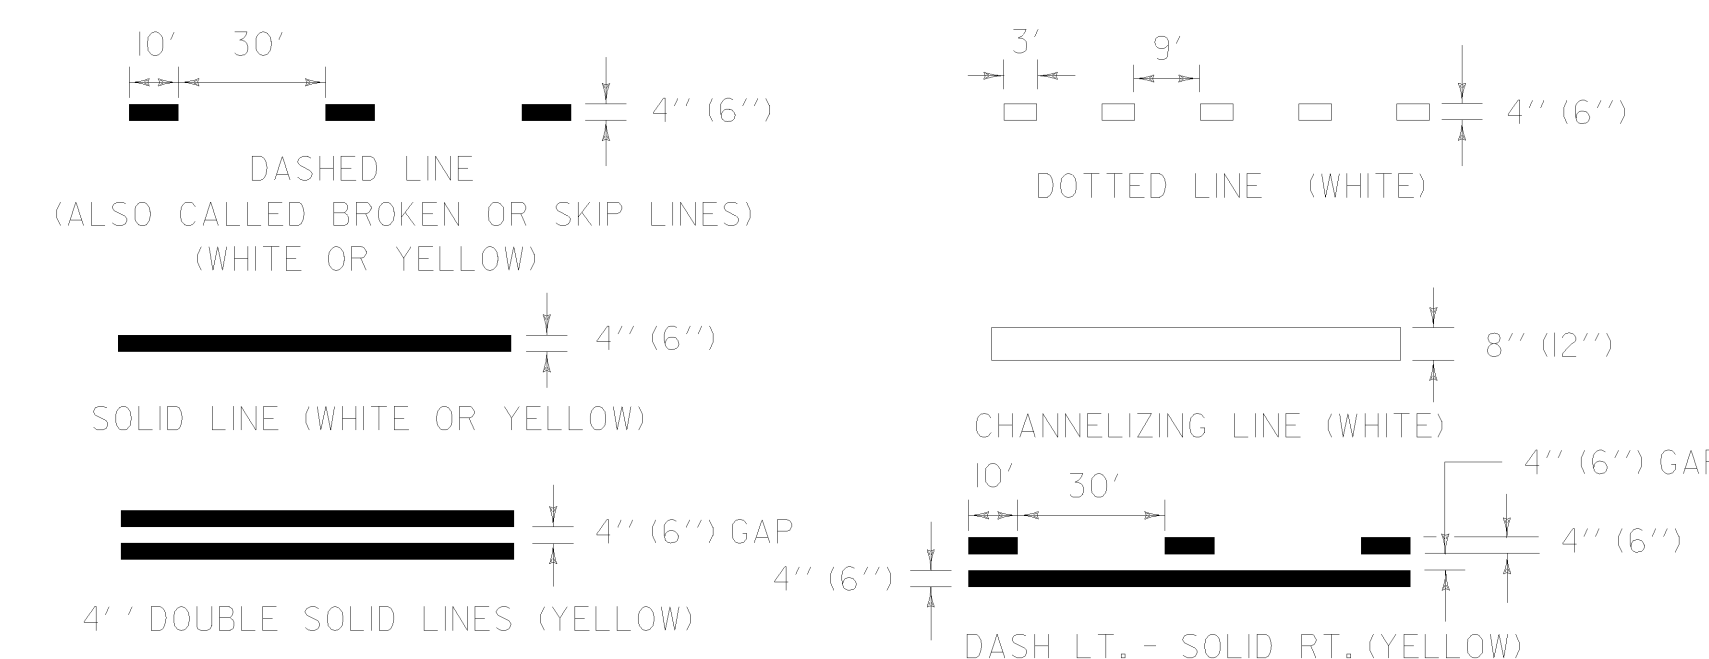 10' 30'
4'' (6'')
DASHED LINE
(ALSO CALLED BROKEN OR SKIP LINES)
(WHITE OR YELLOW)
3' 9'
4'' (6'')
DOTTED LINE (WHITE)
4'' (6'')
SOLID LINE (WHITE OR YELLOW)
8'' (12'')
CHANNELIZING LINE (WHITE)
4'' (6'') GAP
4'' DOUBLE SOLID LINES (YELLOW)
10' 30'
4'' (6'') GAP
4'' (6'')
4'' (6'')
DASH LT. - SOLID RT. (YELLOW)